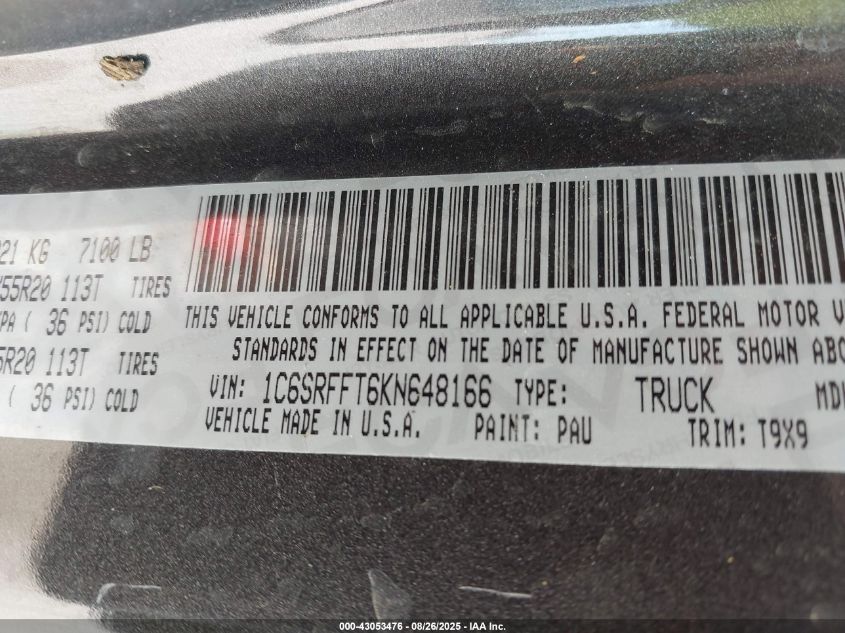 21 KG 7100 LB
55R20 113T TIRES
PA ( 36 PSI) COLD
5R20 113T TIRES
( 36 PSI) COLD
THIS VEHICLE CONFORMS TO ALL APPLICABLE U.S.A. FEDERAL MOTOR V
STANDARDS IN EFFECT ON THE DATE OF MANUFACTURE SHOWN ABO
VIN: 1C6SRFFT6KN648166 TYPE: TRUCK MD
VEHICLE MADE IN U.S.A. PAINT: PAU TRIM: T9X9
000-43053476 - 08/26/2025 - IAA Inc.